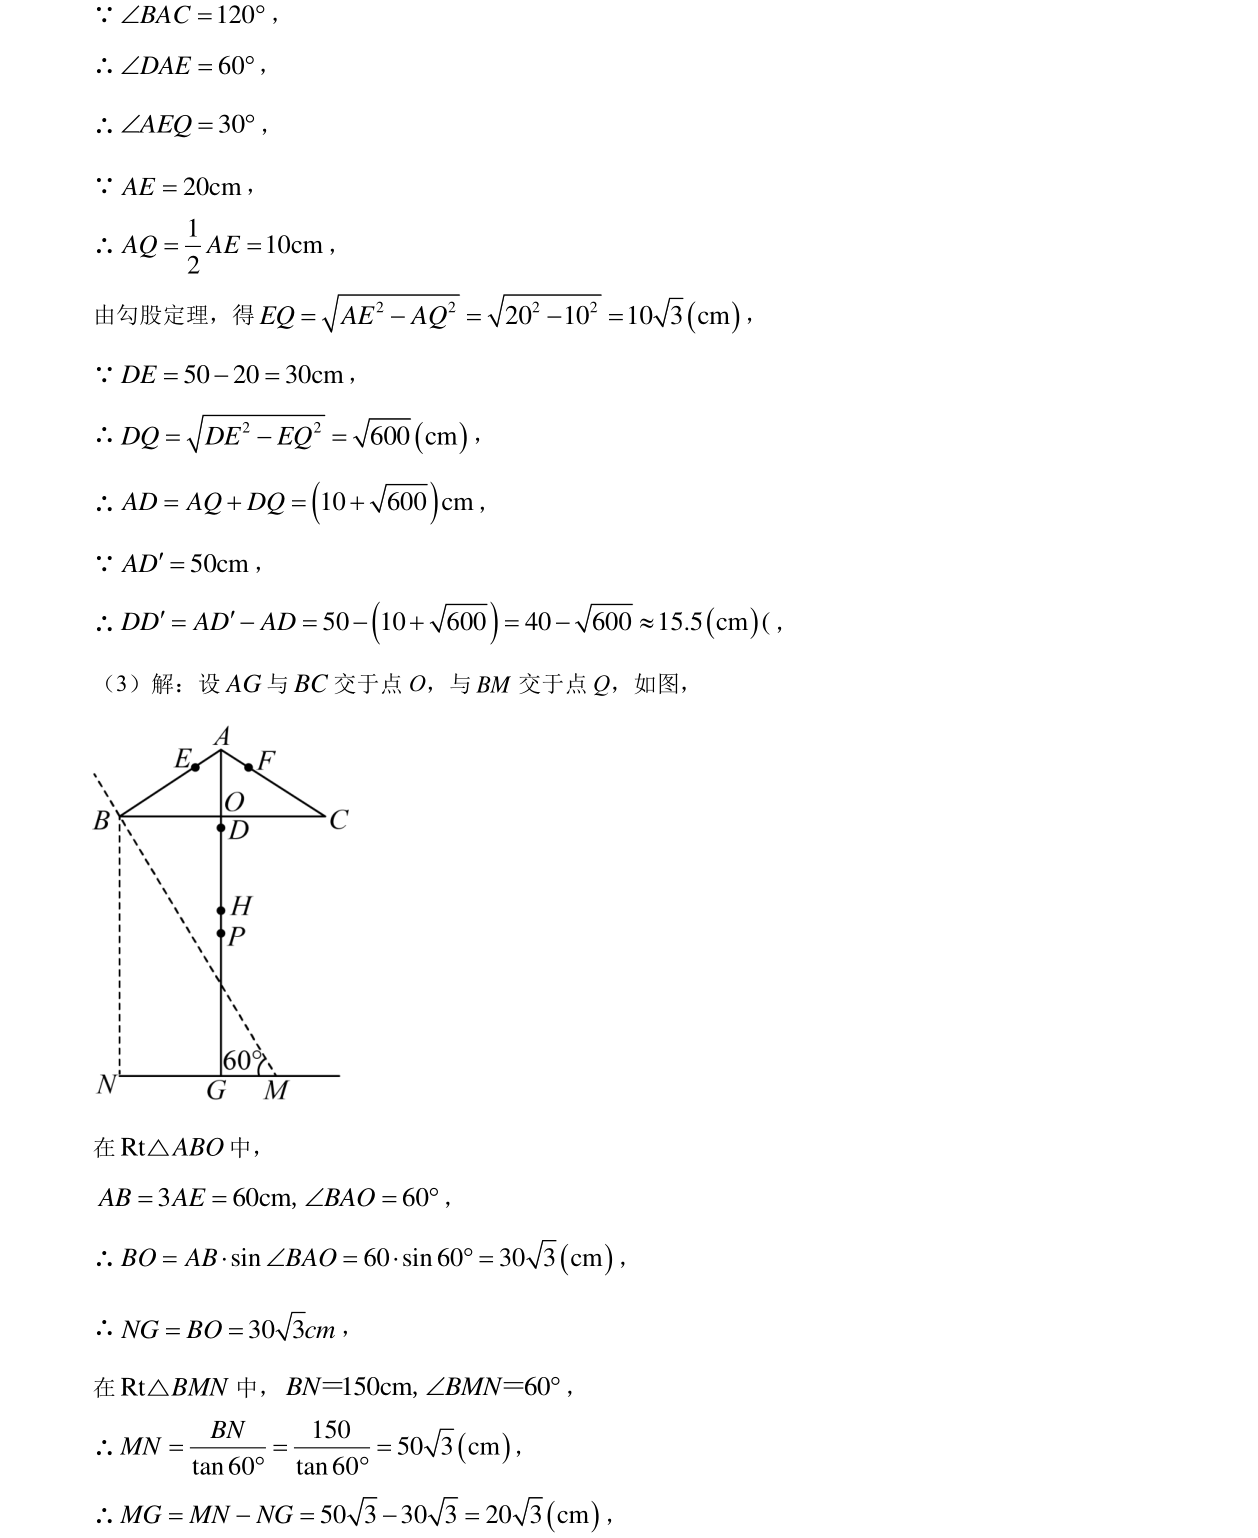 ∵ ∠BAC = 120°，
∴ ∠DAE = 60°，
∴ ∠AEQ = 30°，
∵ AE = 20cm，
∴ AQ = 1/2 AE = 10cm，
由勾股定理，得 EQ = √(AE² − AQ²) = √(20² − 10²) = 10√3(cm)，
∵ DE = 50 − 20 = 30cm，
∴ DQ = √(DE² − EQ²) = √600(cm)，
∴ AD = AQ + DQ = (10 + √600)cm，
∵ AD′ = 50cm，
∴ DD′ = AD′ − AD = 50 − (10 + √600) = 40 − √600 ≈ 15.5(cm)(，
（3）解：设 AG 与 BC 交于点 O，与 BM 交于点 Q，如图，
A
E F
O
B C
D
H
P
60°
N G M
在 Rt△ABO 中，
AB = 3AE = 60cm, ∠BAO = 60°，
∴ BO = AB · sin ∠BAO = 60 · sin 60° = 30√3(cm)，
∴ NG = BO = 30√3cm，
在 Rt△BMN 中， BN=150cm, ∠BMN=60°，
∴ MN = BN/tan 60° = 150/tan 60° = 50√3(cm)，
∴ MG = MN − NG = 50√3 − 30√3 = 20√3(cm)，